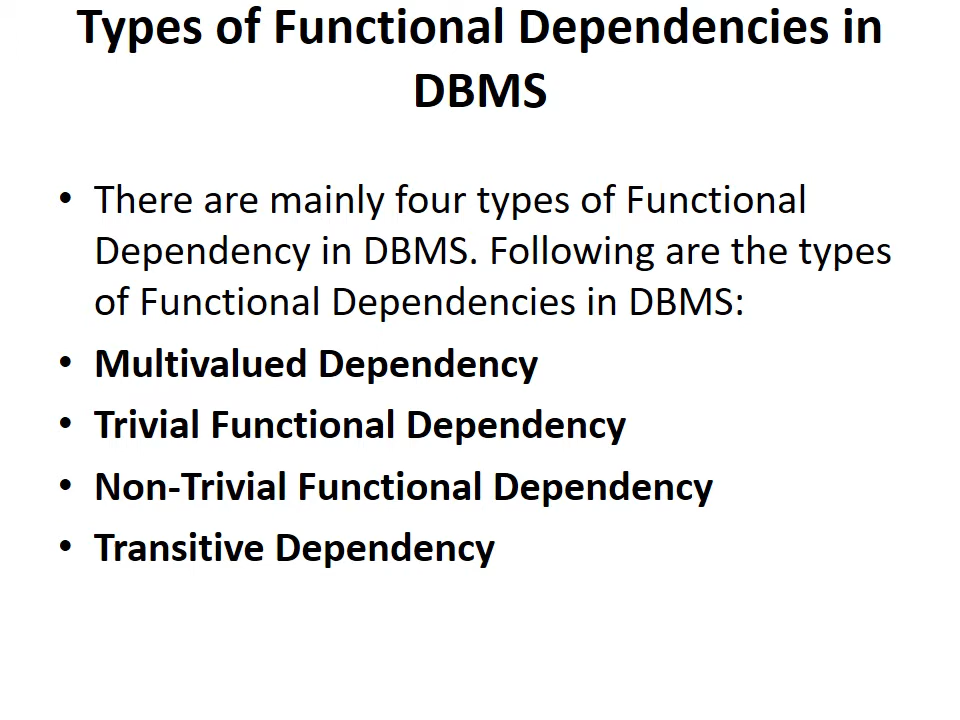 Types of Functional Dependencies in
DBMS
• There are mainly four types of Functional
Dependency in DBMS. Following are the types
of Functional Dependencies in DBMS:
• Multivalued Dependency
• Trivial Functional Dependency
• Non-Trivial Functional Dependency
• Transitive Dependency